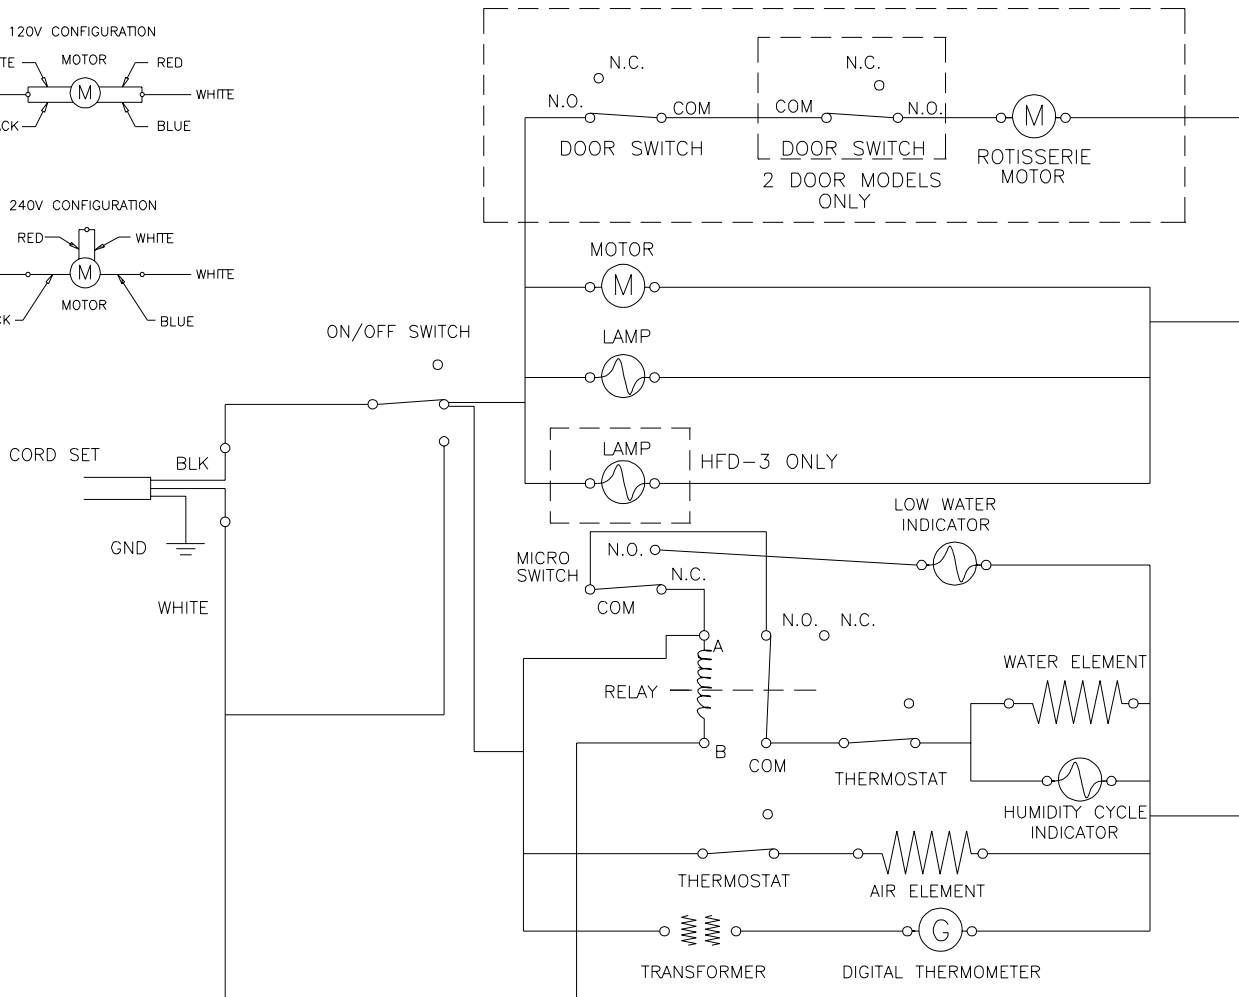 120V CONFIGURATION
MOTOR
RED
M
WHITE
BLUE
240V CONFIGURATION
RED
WHITE
M
WHITE
MOTOR
BLUE
N.C.
N.C.
N.O.
COM
COM
N.O.
M
DOOR SWITCH
DOOR SWITCH
ROTISSERIE
MOTOR
2 DOOR MODELS
ONLY
MOTOR
M
LAMP
ON/OFF SWITCH
LAMP
HFD-3 ONLY
CORD SET
BLK
GND
WHITE
LOW WATER
INDICATOR
MICRO
SWITCH
N.O.
N.C.
COM
N.O.
N.C.
A
RELAY
B
COM
WATER ELEMENT
THERMOSTAT
HUMIDITY CYCLE
INDICATOR
THERMOSTAT
AIR ELEMENT
G
TRANSFORMER
DIGITAL THERMOMETER